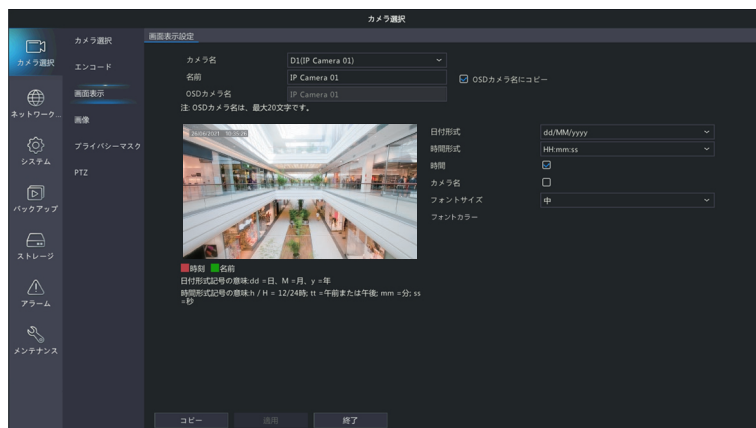 カメラ選択
カメラ選択
ネットワーク...
システム
バックアップ
ストレージ
アラーム
メンテナンス
カメラ選択
エンコード
画面表示
画像
プライバシーマスク
PTZ
画面表示設定
カメラ名 D1(IP Camera 01)
名前 IP Camera 01 OSDカメラ名にコピー
OSDカメラ名 IP Camera 01
注: OSDカメラ名は、最大20文字です。
日付形式 dd/MM/yyyy
時間形式 HH:mm:ss
時間
カメラ名
フォントサイズ 中
フォントカラー
時刻 名前
日付形式記号の意味:dd =日、M =月、y =年
時間形式記号の意味:h / H = 12/24時; tt =午前または午後; mm =分; ss
=秒
コピー 適用 終了